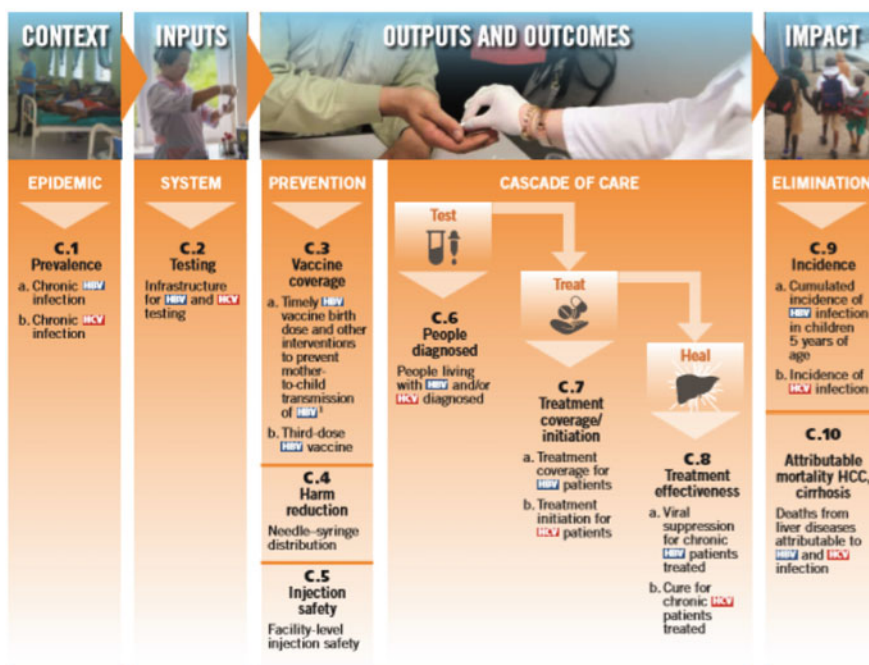 CONTEXT
INPUTS
OUTPUTS AND OUTCOMES
IMPACT
EPIDEMIC
C.1
Prevalence
a. Chronic HBV
infection
b. Chronic HCV
infection
SYSTEM
C.2
Testing
Infrastructure
for HBV and HCV
testing
PREVENTION
C.3
Vaccine
coverage
a. Timely HBV
vaccine birth
dose and other
interventions
to prevent
mother-
to-child
transmission
of HBV
b. Third-dose
HBV vaccine
C.4
Harm
reduction
Needle–syringe
distribution
C.5
Injection
safety
Facility-level
injection safety
CASCADE OF CARE
Test
C.6
People
diagnosed
People living
with HBV and/or
HCV diagnosed
Treat
C.7
Treatment
coverage/
initiation
a. Treatment
coverage for
HBV patients
b. Treatment
initiation for
HCV patients
Heal
C.8
Treatment
effectiveness
a. Viral
suppression
for chronic
HBV patients
treated
b. Cure for
chronic HCV
patients
treated
ELIMINATION
C.9
Incidence
a. Cumulated
incidence of
HBV infection
in children
5 years of
age
b. Incidence of
HCV infection
C.10
Attributable
mortality HCC,
cirrhosis
Deaths from
liver diseases
attributable to
HBV and HCV
infection